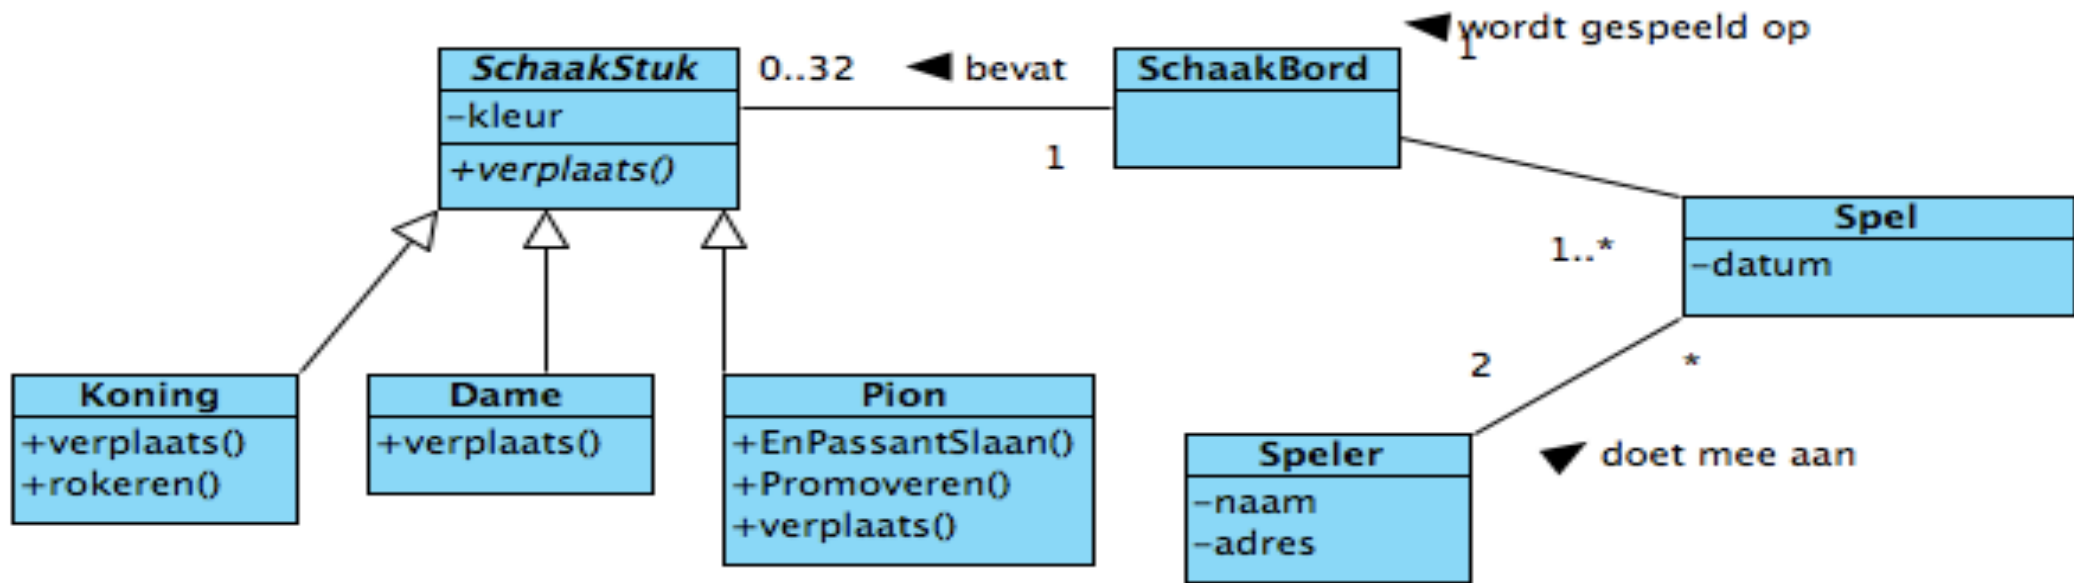 wordt gespeeld op
1
SchaakStuk
-kleur
+verplaats()
0..32
bevat
1
SchaakBord
Spel
-datum
1..*
2
*
doet mee aan
Koning
+verplaats()
+rokeren()
Dame
+verplaats()
Pion
+EnPassantSlaan()
+Promoveren()
+verplaats()
Speler
-naam
-adres